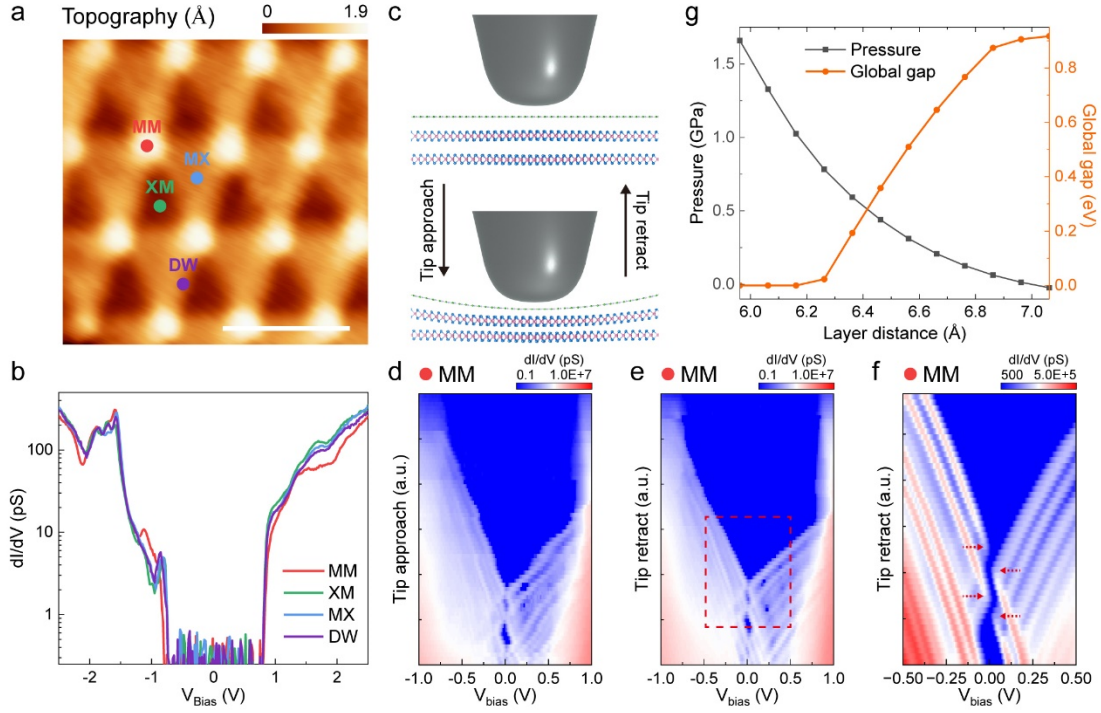 a
Topography (Å)
0 1.9
MM
MX
XM
DW
b
dI/dV (pS)
100
10
1
MM
XM
MX
DW
-2 -1 0 1 2
V_Bias (V)
c
Tip approach
Tip retract
d
MM
dI/dV (pS)
0.1 1.0E+7
Tip approach (a.u.)
-1.0 -0.5 0.0 0.5 1.0
V_bias (V)
e
MM
dI/dV (pS)
0.1 1.0E+7
Tip retract (a.u.)
-1.0 -0.5 0.0 0.5 1.0
V_bias (V)
f
MM
dI/dV (pS)
500 5.0E+5
Tip retract (a.u.)
-0.50 -0.25 0.00 0.25 0.50
V_bias (V)
g
Pressure
Global gap
Pressure (GPa)
1.5
1.0
0.5
0.0
Global gap (eV)
0.8
0.6
0.4
0.2
0.0
6.0 6.2 6.4 6.6 6.8 7.0
Layer distance (Å)